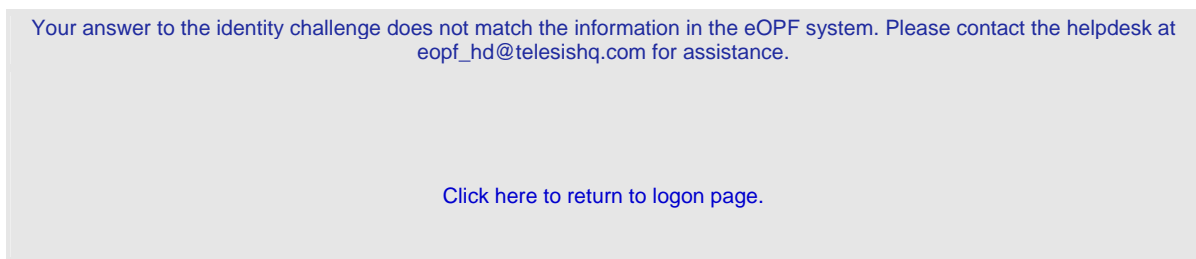 Your answer to the identity challenge does not match the information in the eOPF system. Please contact the helpdesk at
eopf_hd@telesishq.com for assistance.
Click here to return to logon page.